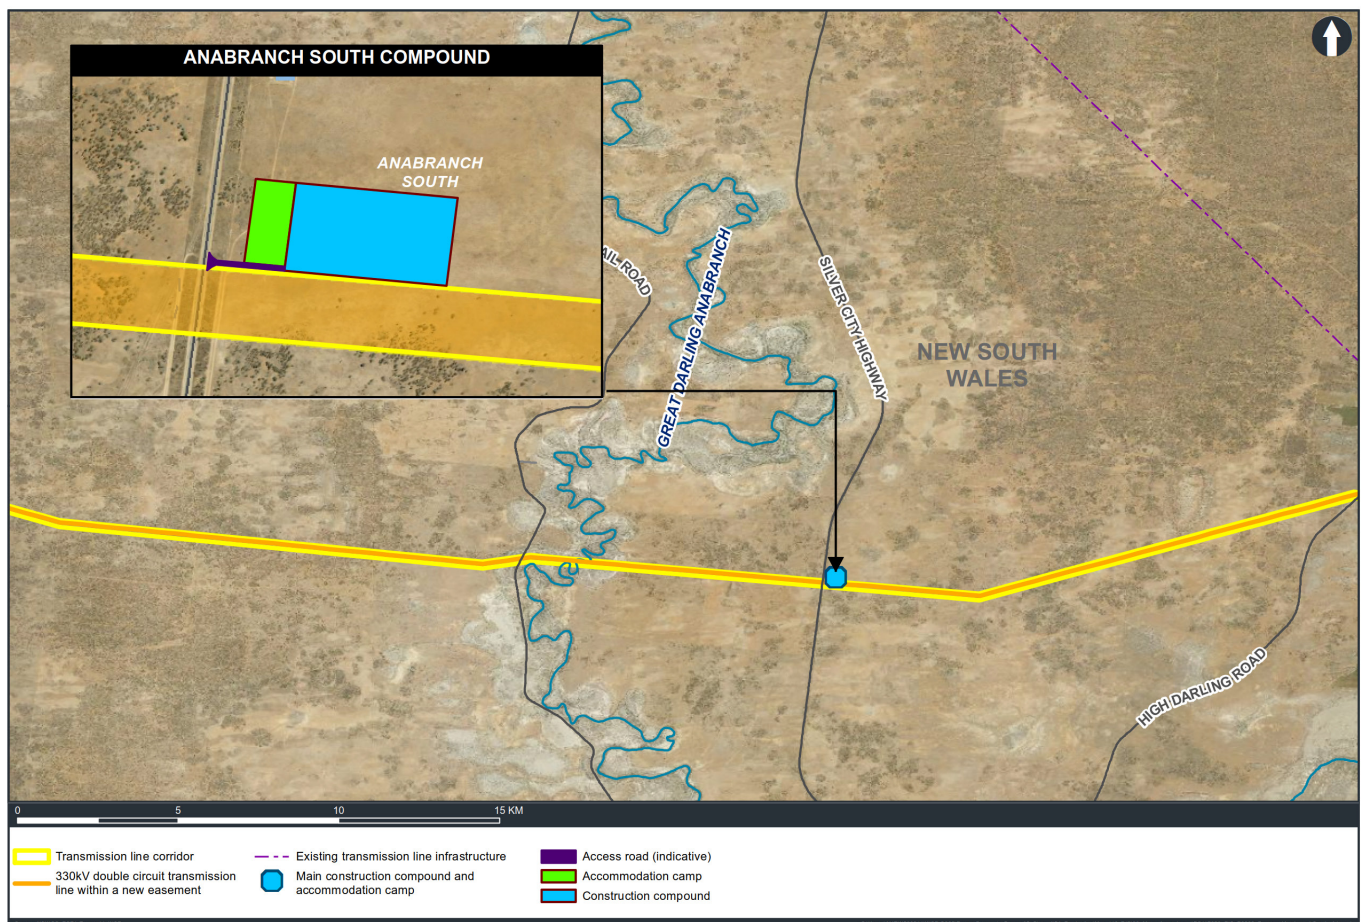 ANABRANCH SOUTH COMPOUND
ANABRANCH
SOUTH
AIL ROAD
GREAT DARLING ANABRANCH
SILVER CITY HIGHWAY
NEW SOUTH
WALES
HIGH DARLING ROAD
0 5 10 15 KM
Transmission line corridor
330kV double circuit transmission
line within a new easement
Existing transmission line infrastructure
Main construction compound and
accommodation camp
Access road (indicative)
Accommodation camp
Construction compound